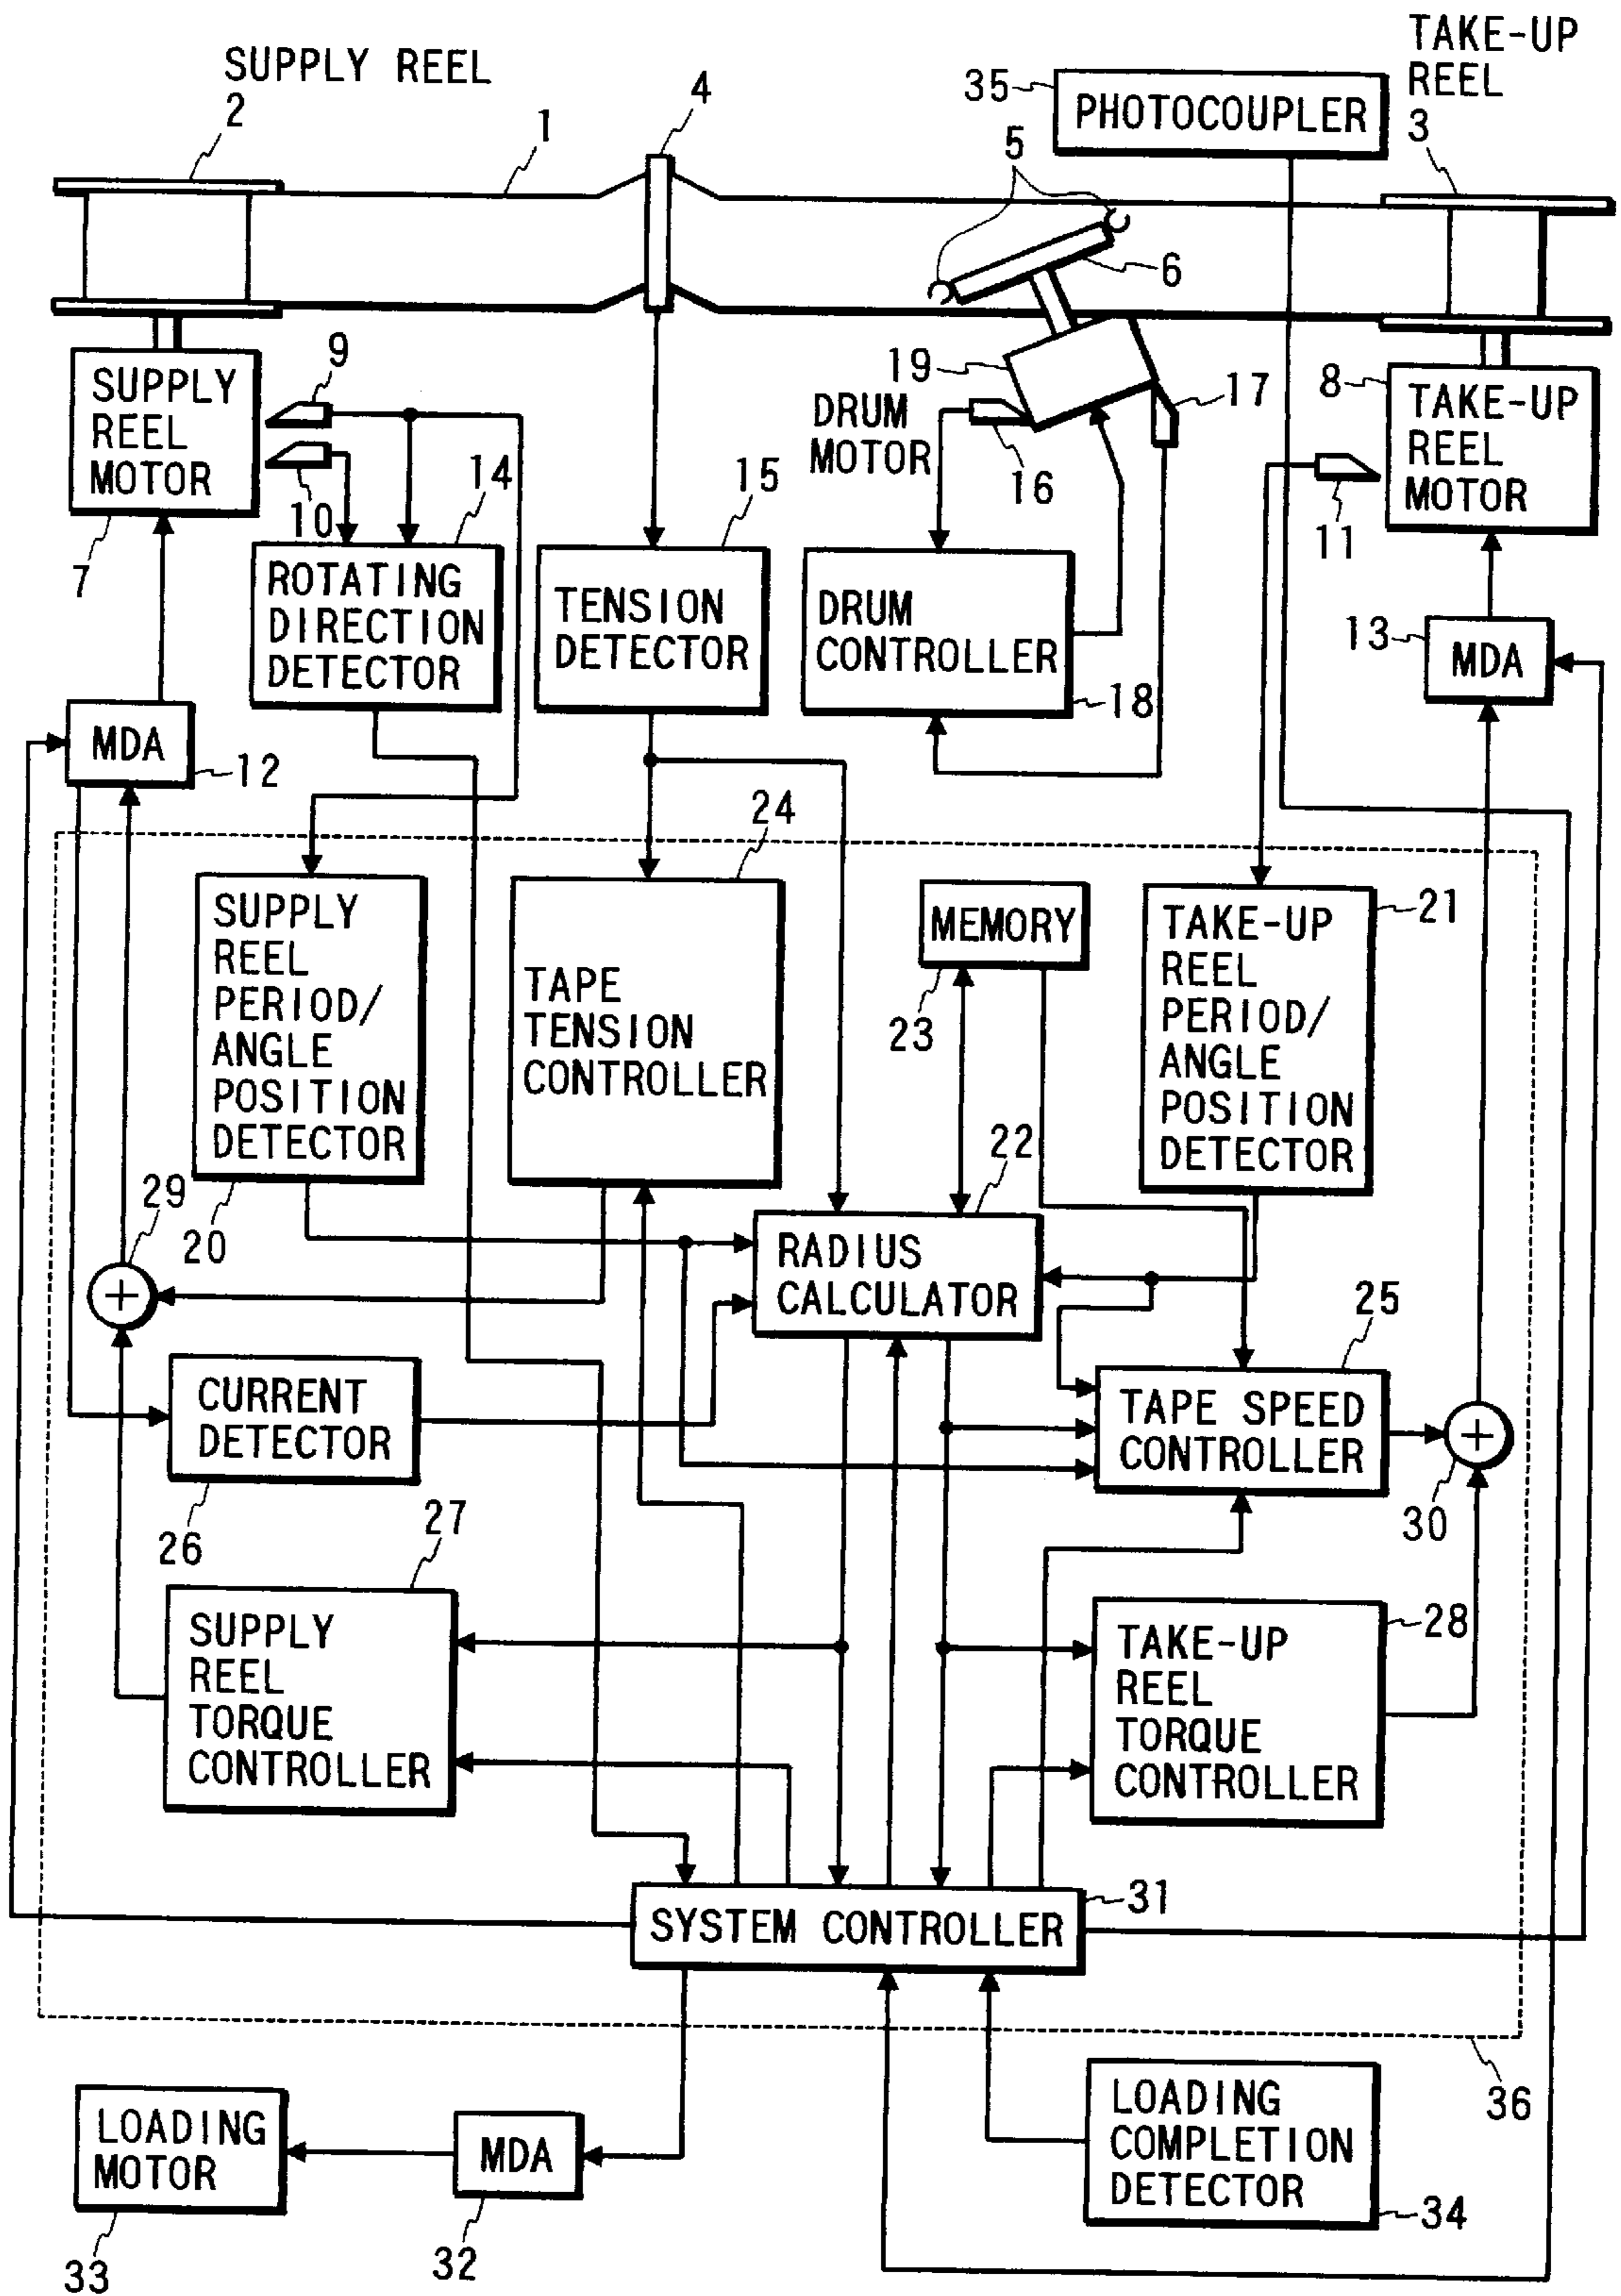 SUPPLY REEL
2
1
4
35
PHOTOCOUPLER
TAKE-UP
REEL
3
5
6
SUPPLY
REEL
MOTOR
7
9
10
14
15
19
DRUM
MOTOR
16
17
8
TAKE-UP
REEL
MOTOR
11
ROTATING
DIRECTION
DETECTOR
TENSION
DETECTOR
DRUM
CONTROLLER
18
13
MDA
MDA
12
24
SUPPLY
REEL
PERIOD/
ANGLE
POSITION
DETECTOR
20
TAPE
TENSION
CONTROLLER
MEMORY
23
21
TAKE-UP
REEL
PERIOD/
ANGLE
POSITION
DETECTOR
22
29
+
RADIUS
CALCULATOR
25
CURRENT
DETECTOR
26
TAPE SPEED
CONTROLLER
+
30
27
SUPPLY
REEL
TORQUE
CONTROLLER
28
TAKE-UP
REEL
TORQUE
CONTROLLER
31
SYSTEM CONTROLLER
36
LOADING
MOTOR
33
MDA
32
LOADING
COMPLETION
DETECTOR
34